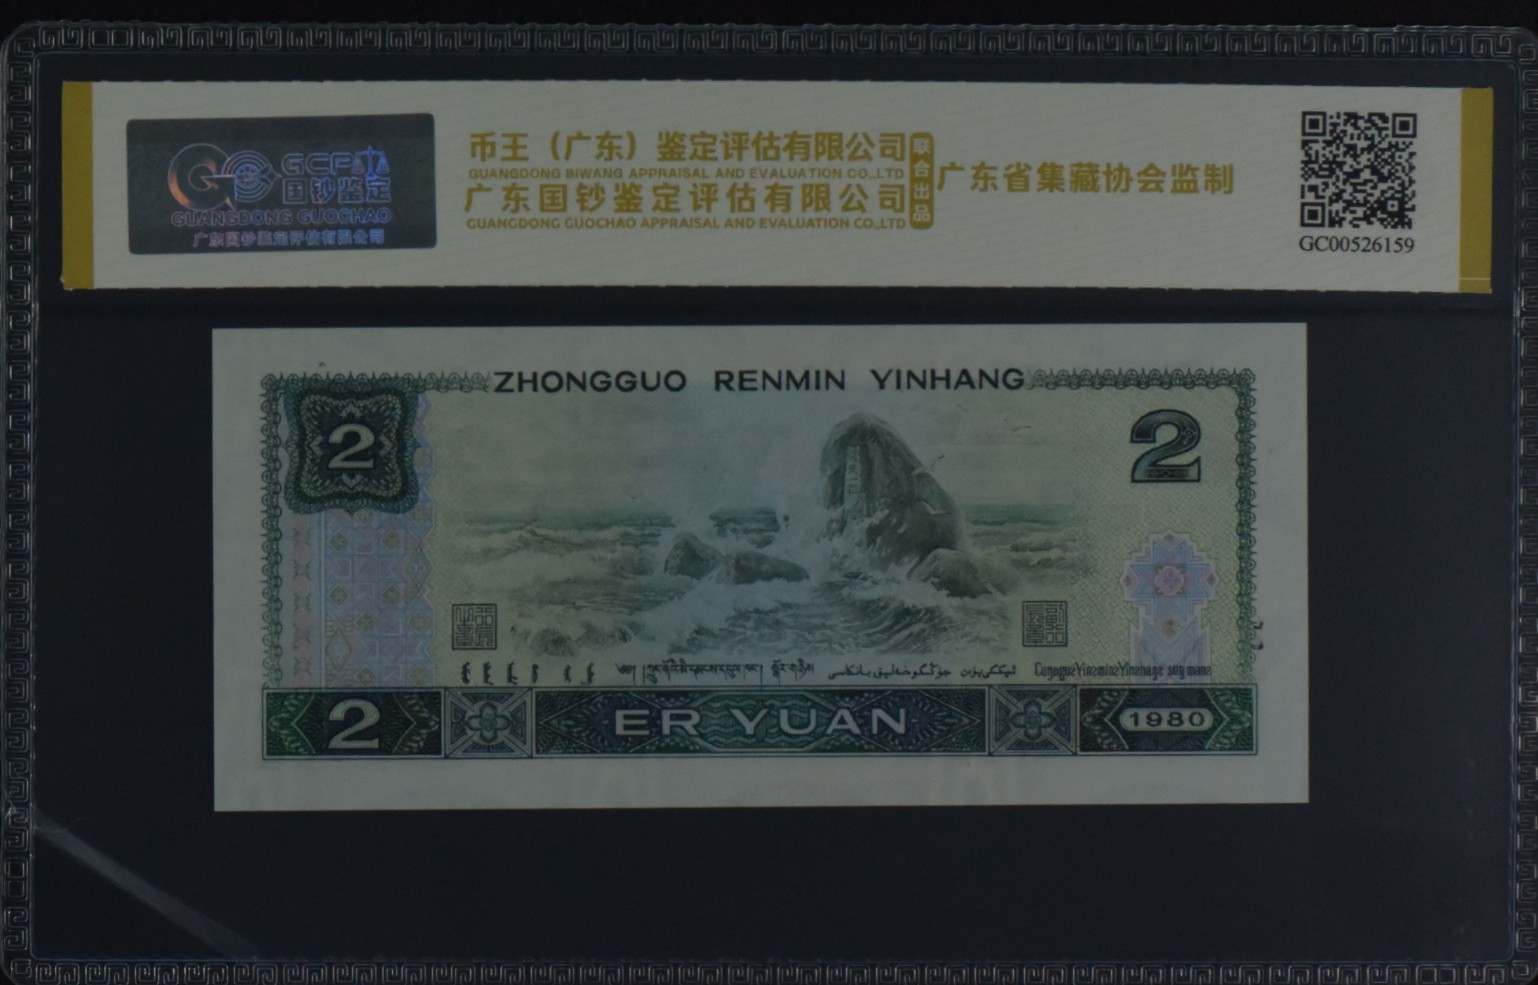 GCP
国钞鉴定
GUANGDONG GUOCHAO
广东国钞鉴定评估有限公司
币王（广东）鉴定评估有限公司
GUANGDONG BIWANG APPRAISAL AND EVALUATION CO.,LTD
广东国钞鉴定评估有限公司
GUANGDONG GUOCHAO APPRAISAL AND EVALUATION CO.,LTD
联合出品
广东省集藏协会监制
GC00526159
ZHONGGUO RENMIN YINHANG
2
2
2
ER YUAN
1980